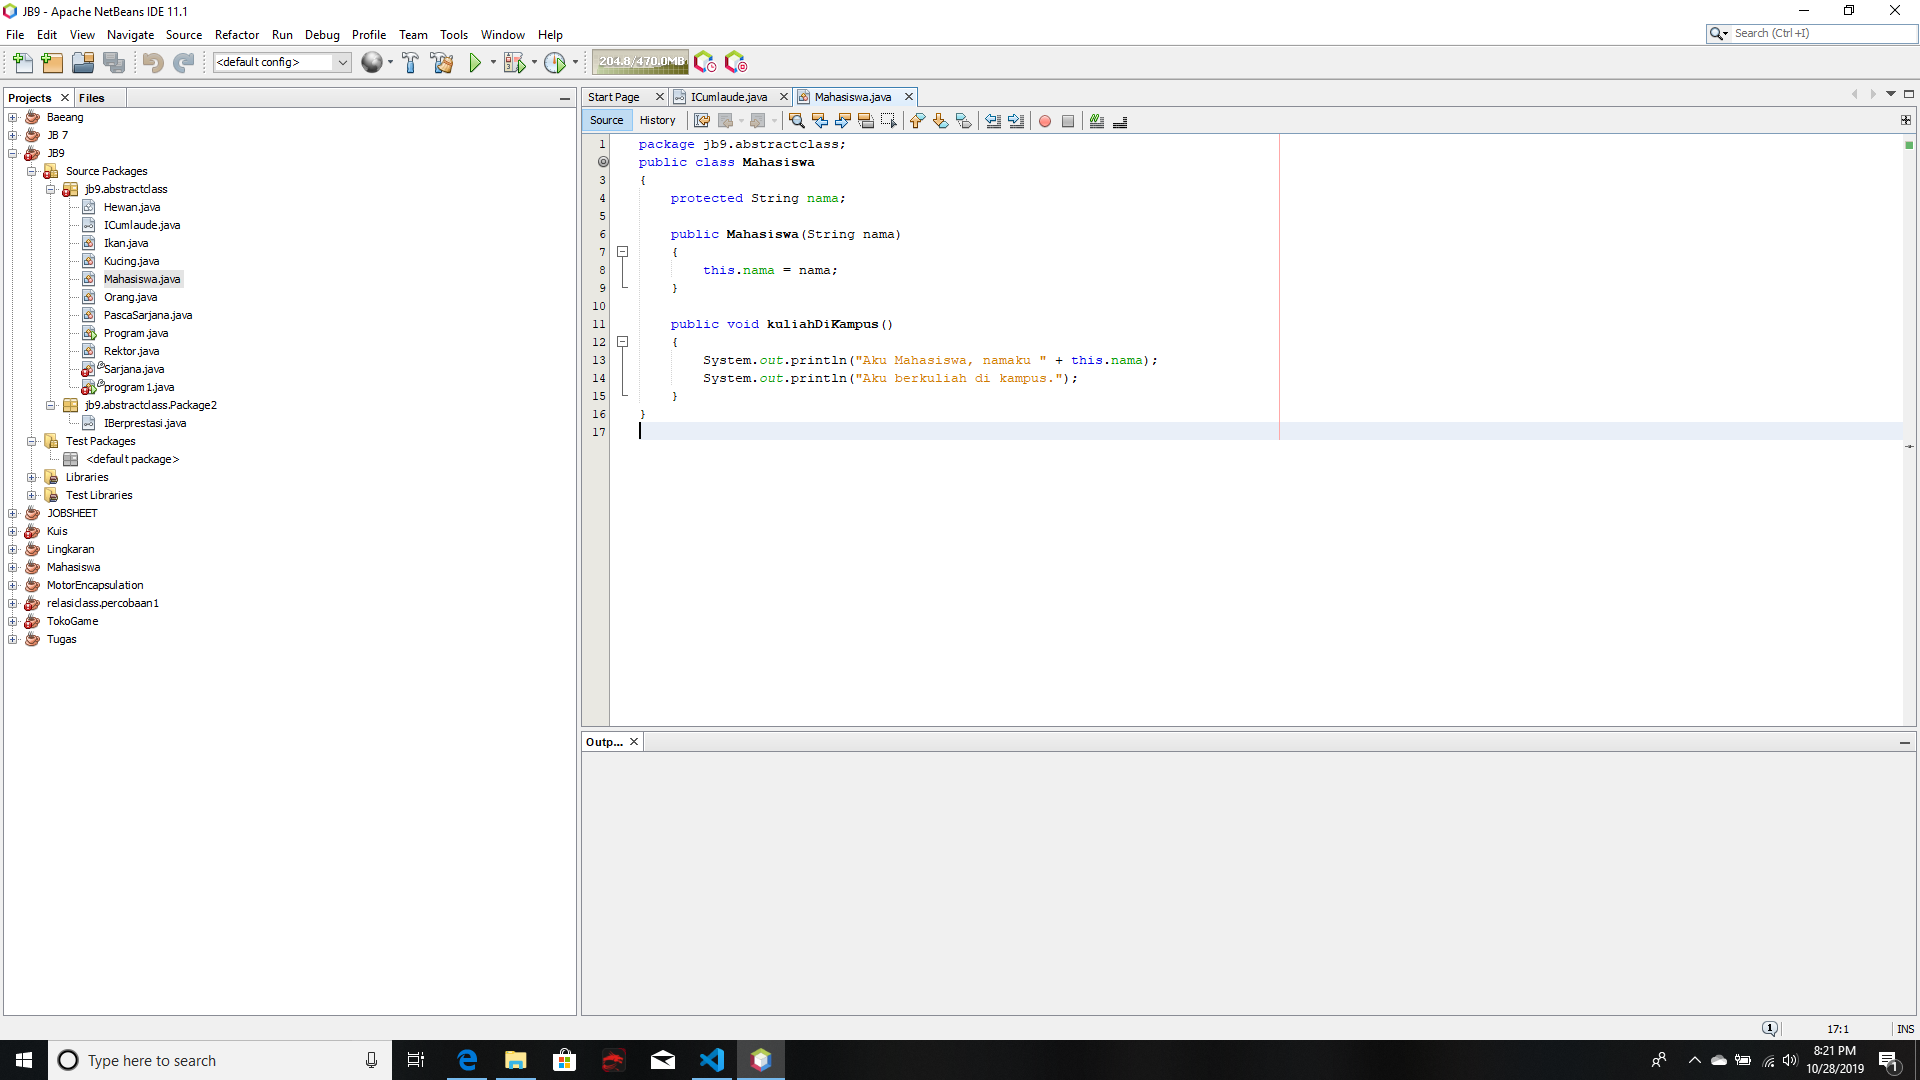 JB9 - Apache NetBeans IDE 11.1
File Edit View Navigate Source Refactor Run Debug Profile Team Tools Window Help
Search (Ctrl+I)
<default config>
204.8/470.0MB
Projects Files
Baeang
JB 7
JB9
Source Packages
jb9.abstractclass
Hewan.java
ICumlaude.java
Ikan.java
Kucing.java
Mahasiswa.java
Orang.java
PascaSarjana.java
Program.java
Rektor.java
Sarjana.java
program1.java
jb9.abstractclass.Package2
IBerprestasi.java
Test Packages
<default package>
Libraries
Test Libraries
JOBSHEET
Kuis
Lingkaran
Mahasiswa
MotorEncapsulation
relasiclass.percobaan1
TokoGame
Tugas
Start Page ICumlaude.java Mahasiswa.java
Source History
1 package jb9.abstractclass;
public class Mahasiswa
3 {
4 protected String nama;
5
6 public Mahasiswa(String nama)
7 {
8 this.nama = nama;
9 }
10
11 public void kuliahDiKampus()
12 {
13 System.out.println("Aku Mahasiswa, namaku " + this.nama);
14 System.out.println("Aku berkuliah di kampus.");
15 }
16 }
17
Outp...
1 17:1 INS
Type here to search
8:21 PM
10/28/2019
1